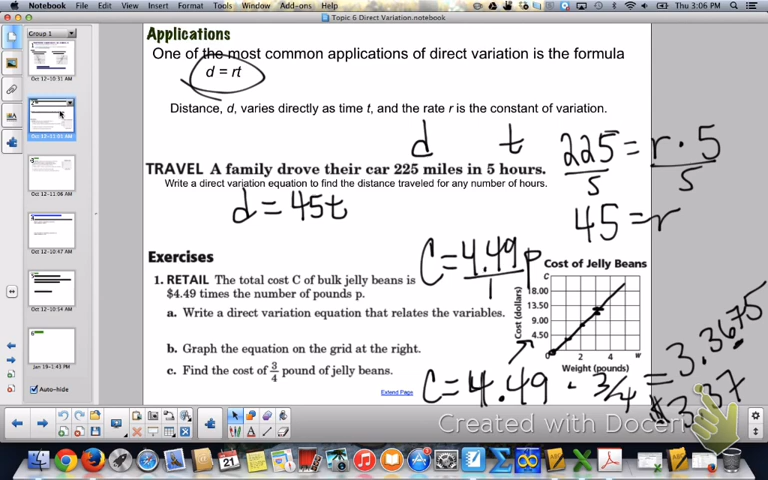 Notebook File Edit View Insert Format Tools Window Add-ons Help Thu 3:06 PM
Topic 6 Direct Variation.notebook
Group 1
Oct 12-10:31 AM
Oct 12-11:06 AM
Oct 12-11:47 AM
Oct 12-10:54 AM
Jan 19-1:43 PM
Auto-hide
Applications
One of the most common applications of direct variation is the formula
d = rt
Distance, d, varies directly as time t, and the rate r is the constant of variation.
d t
225 = r · 5
5 5
45 = r
TRAVEL A family drove their car 225 miles in 5 hours.
Write a direct variation equation to find the distance traveled for any number of hours.
d = 45t
Exercises
C = 4.49 p
1
1. RETAIL The total cost C of bulk jelly beans is
$4.49 times the number of pounds p.
a. Write a direct variation equation that relates the variables.
b. Graph the equation on the grid at the right.
c. Find the cost of 3/4 pound of jelly beans.
Cost of Jelly Beans
C
18.00
13.50
9.00
4.50
Cost (dollars)
2 4 w
Weight (pounds)
C = 4.49 · 3/4 = 3.3675
$3.37
Extend Page
Created with Doceri
21